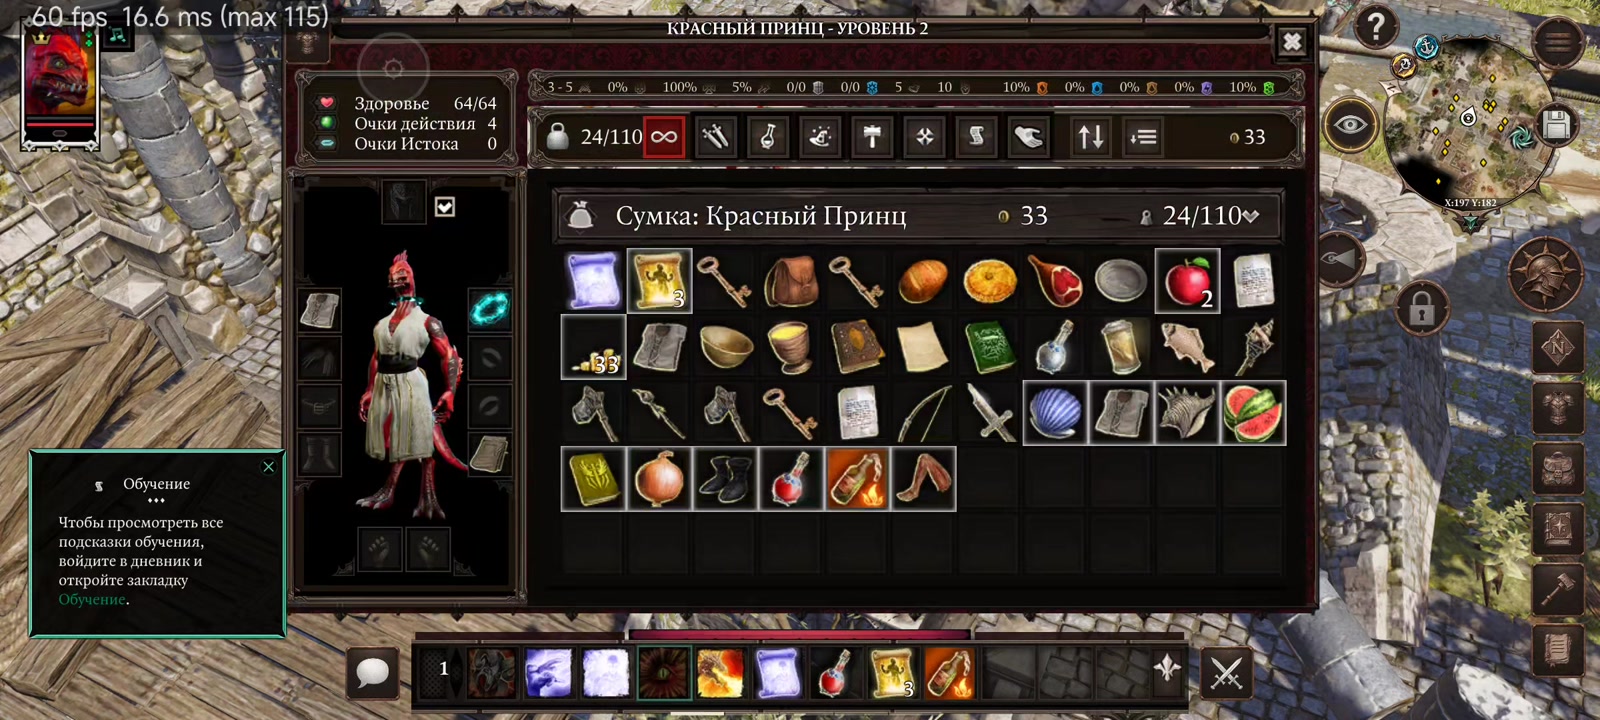 60 fps 16.6 ms (max 115)
КРАСНЫЙ ПРИНЦ - УРОВЕНЬ 2
Здоровье 64/64
Очки действия 4
Очки Истока 0
3 - 5 0% 100% 5% 0/0 0/0 5 10 10% 0% 0% 0% 10%
24/110 33
Сумка: Красный Принц 33 24/110
3
2
33
X:197 Y:182
N
Обучение
Чтобы просмотреть все
подсказки обучения,
войдите в дневник и
откройте закладку
Обучение.
1
3